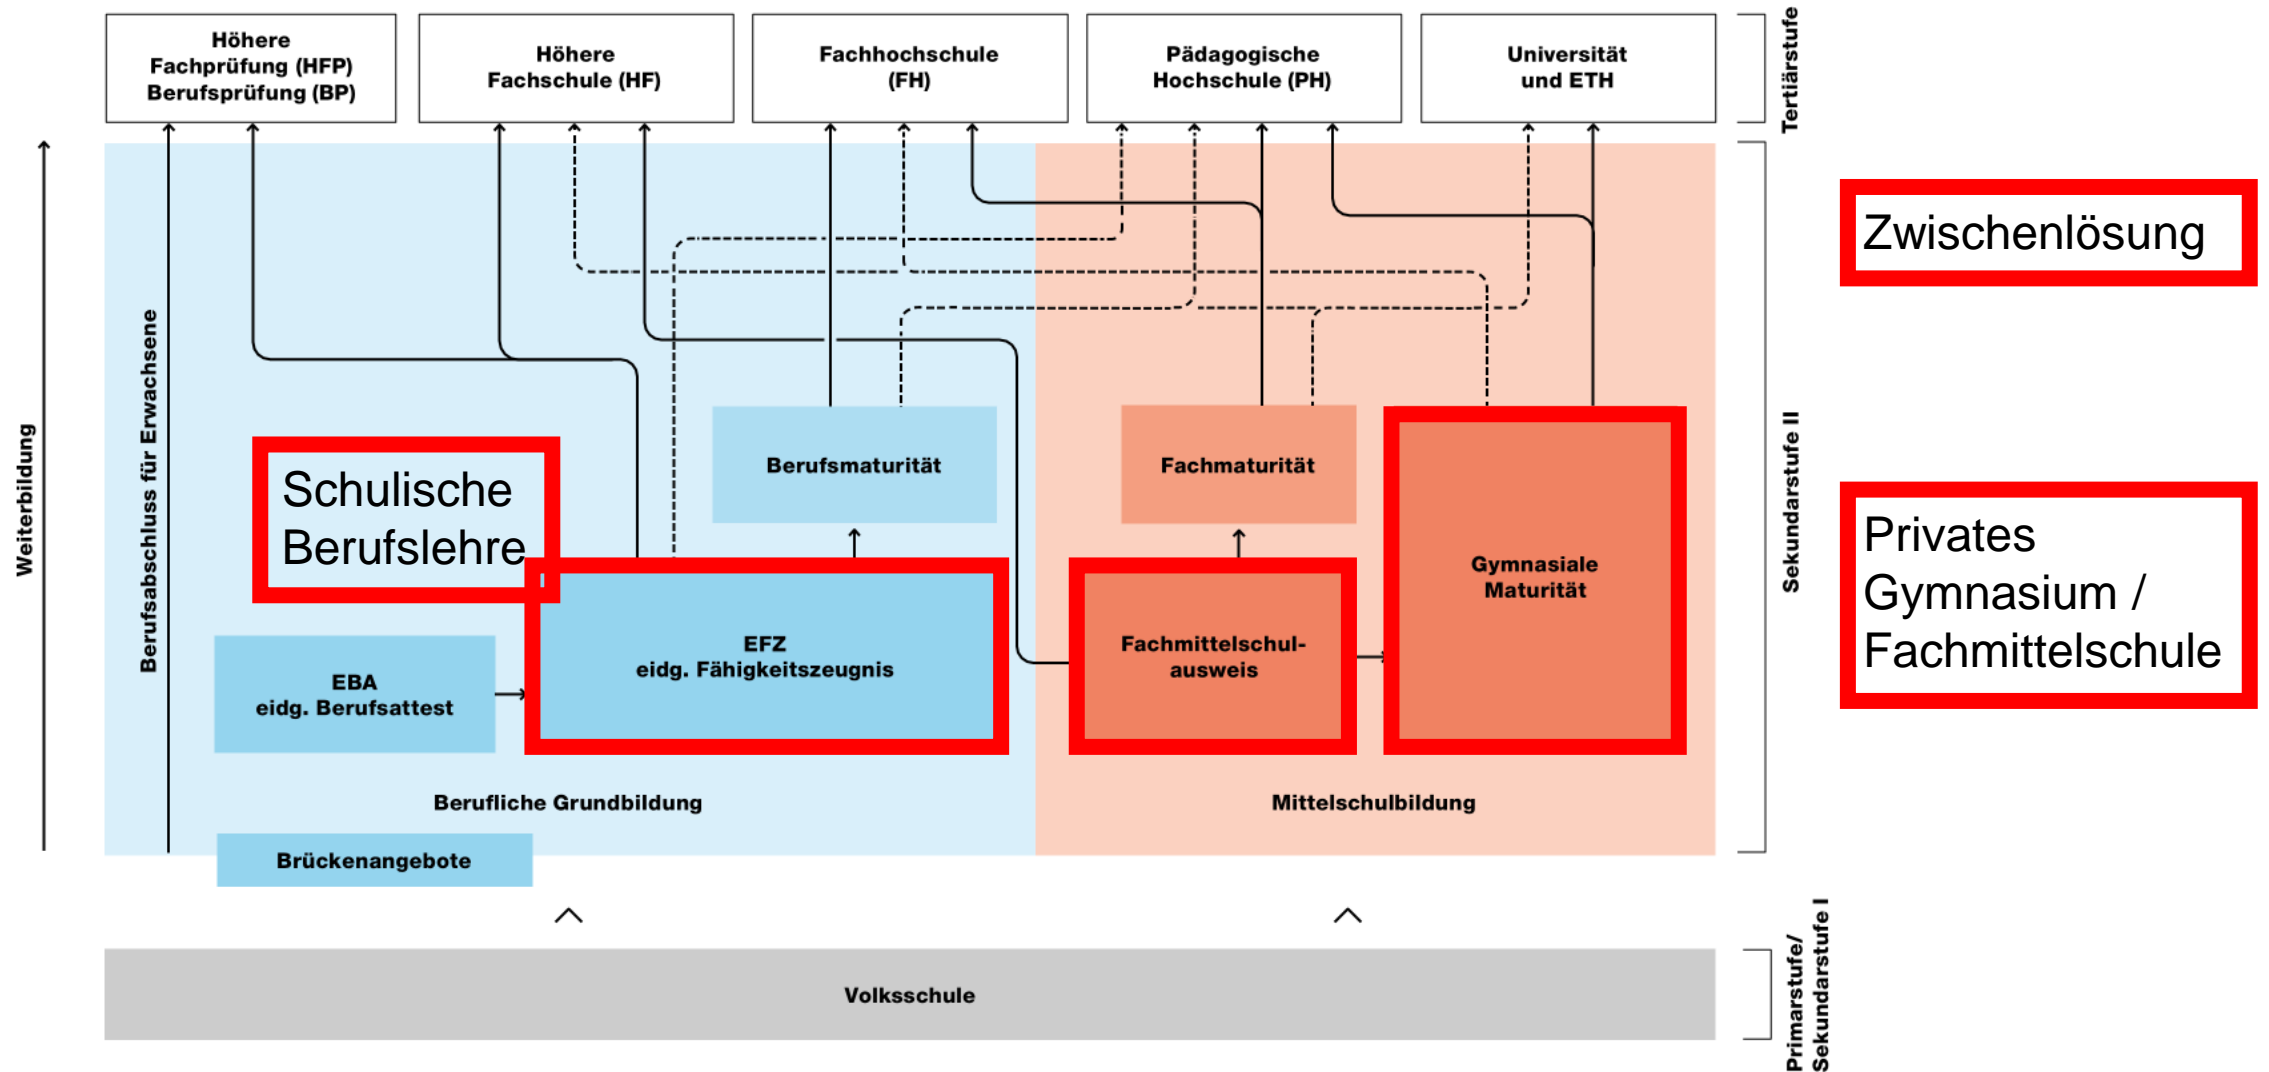 Höhere
Fachprüfung (HFP)
Berufsprüfung (BP)
Höhere
Fachschule (HF)
Fachhochschule
(FH)
Pädagogische
Hochschule (PH)
Universität
und ETH
Tertiärstufe
Weiterbildung
Berufsabschluss für Erwachsene
Schulische
Berufslehre
Berufsmaturität
Fachmaturität
Gymnasiale
Maturität
EBA
eidg. Berufsattest
EFZ
eidg. Fähigkeitszeugnis
Fachmittelschul-
ausweis
Berufliche Grundbildung
Mittelschulbildung
Brückenangebote
Sekundarstufe II
Zwischenlösung
Privates
Gymnasium /
Fachmittelschule
Volksschule
Primarstufe/
Sekundarstufe I